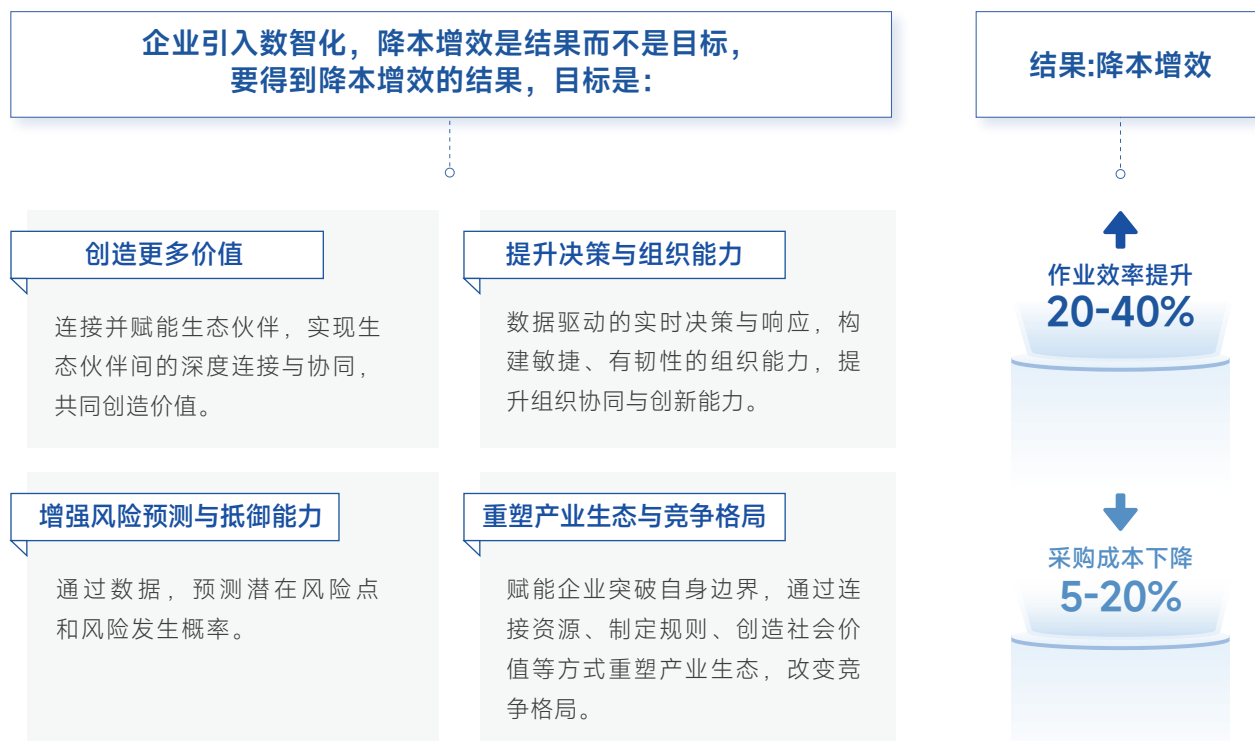 企业引入数智化，降本增效是结果而不是目标，
要得到降本增效的结果，目标是：
结果:降本增效
创造更多价值
连接并赋能生态伙伴，实现生
态伙伴间的深度连接与协同，
共同创造价值。
提升决策与组织能力
数据驱动的实时决策与响应，构
建敏捷、有韧性的组织能力，提
升组织协同与创新能力。
增强风险预测与抵御能力
通过数据，预测潜在风险点
和风险发生概率。
重塑产业生态与竞争格局
赋能企业突破自身边界，通过连
接资源、制定规则、创造社会价
值等方式重塑产业生态，改变竞
争格局。
作业效率提升
20-40%
采购成本下降
5-20%